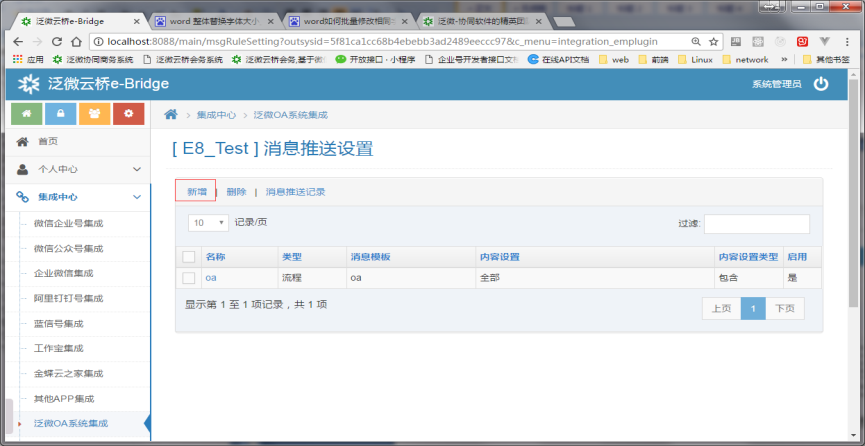 泛微云桥e-Bridge
word 整体替换字体大小
word如何批量修改相同
泛微-协同软件的精英团
localhost:8088/main/msgRuleSetting?outsysid=5f81ca1cc68b4ebebb3ad2489eeccc97&c_menu=integration_emplugin
应用 泛微协同商务系统 泛微云桥会务系统 泛微云桥会务,基于微 开放接口 · 小程序 企业号开发者接口文 在线API文档 web 前端 Linux network » 其他书签
泛微云桥e-Bridge 系统管理员
首页
个人中心
集成中心
微信企业号集成
微信公众号集成
企业微信集成
阿里钉钉号集成
蓝信号集成
工作宝集成
金蝶云之家集成
其他APP集成
泛微OA系统集成
> 集成中心 > 泛微OA系统集成
[ E8_Test ] 消息推送设置
新增 | 删除 | 消息推送记录
10 记录/页 过滤:
名称 类型 消息模板 内容设置 内容设置类型 启用
oa 流程 oa 全部 包含 是
显示第 1 至 1 项记录，共 1 项 上页 1 下页